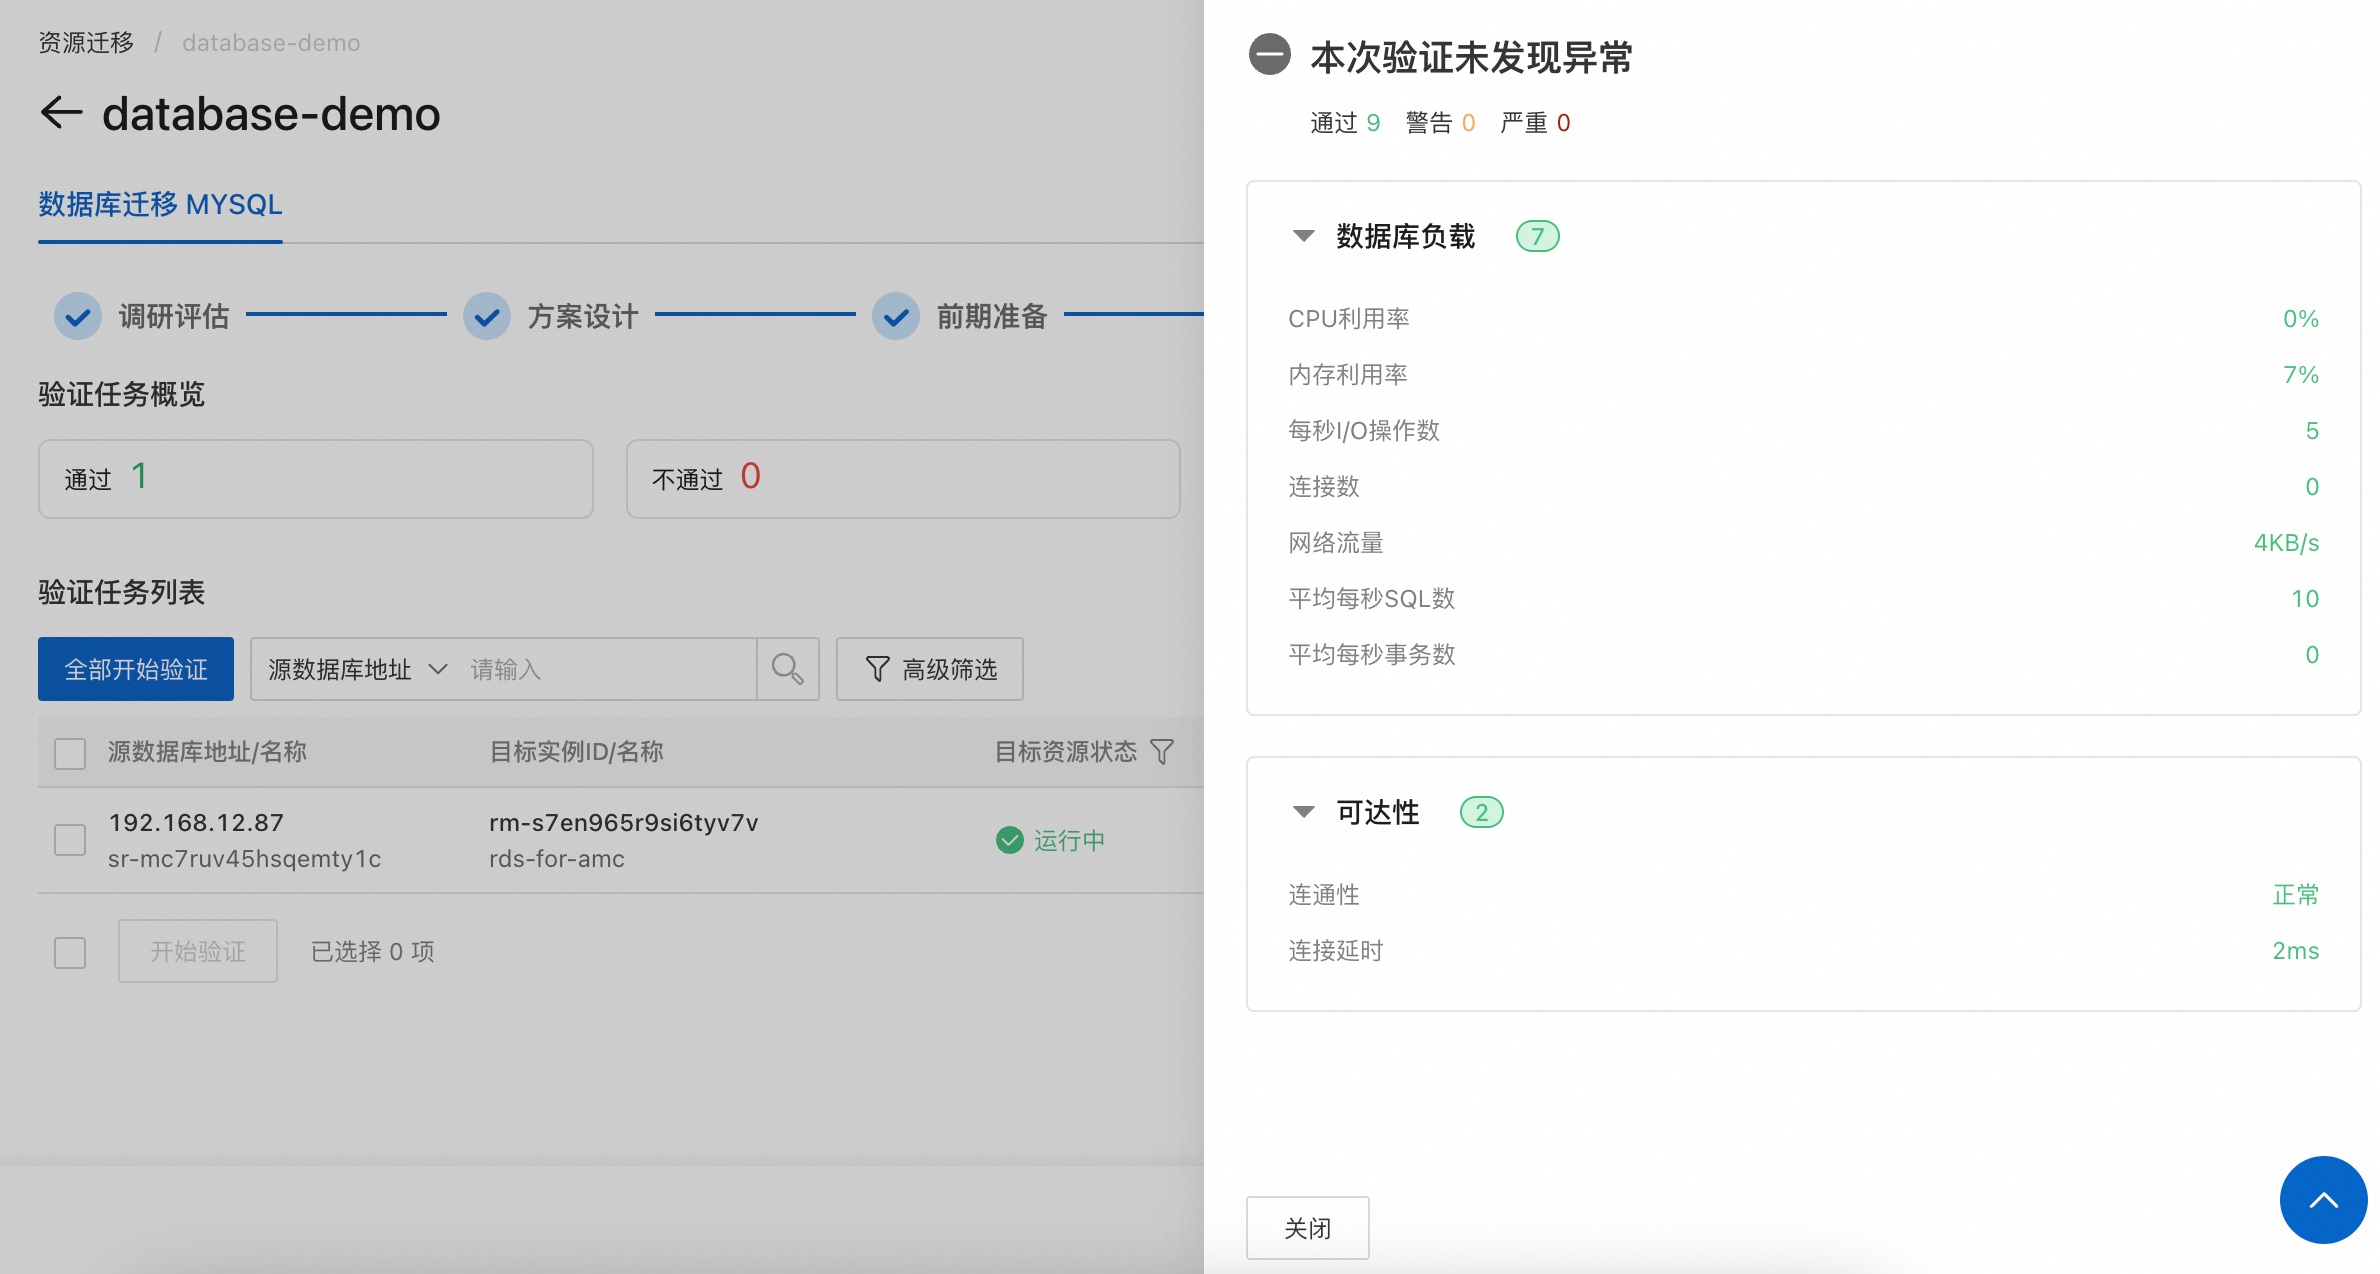 资源迁移 / database-demo
database-demo
数据库迁移 MYSQL
调研评估
方案设计
前期准备
验证任务概览
通过 1
不通过 0
验证任务列表
全部开始验证
源数据库地址
请输入
高级筛选
源数据库地址/名称
目标实例ID/名称
目标资源状态
192.168.12.87
sr-mc7ruv45hsqemty1c
rm-s7en965r9si6tyv7v
rds-for-amc
运行中
开始验证
已选择 0 项
本次验证未发现异常
通过 9 警告 0 严重 0
数据库负载 7
CPU利用率 0%
内存利用率 7%
每秒I/O操作数 5
连接数 0
网络流量 4KB/s
平均每秒SQL数 10
平均每秒事务数 0
可达性 2
连通性 正常
连接延时 2ms
关闭